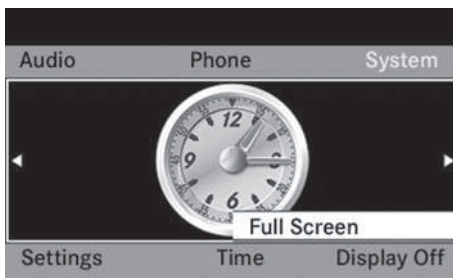 Audio Phone System
12
9
6
Full Screen
Settings Time Display Off